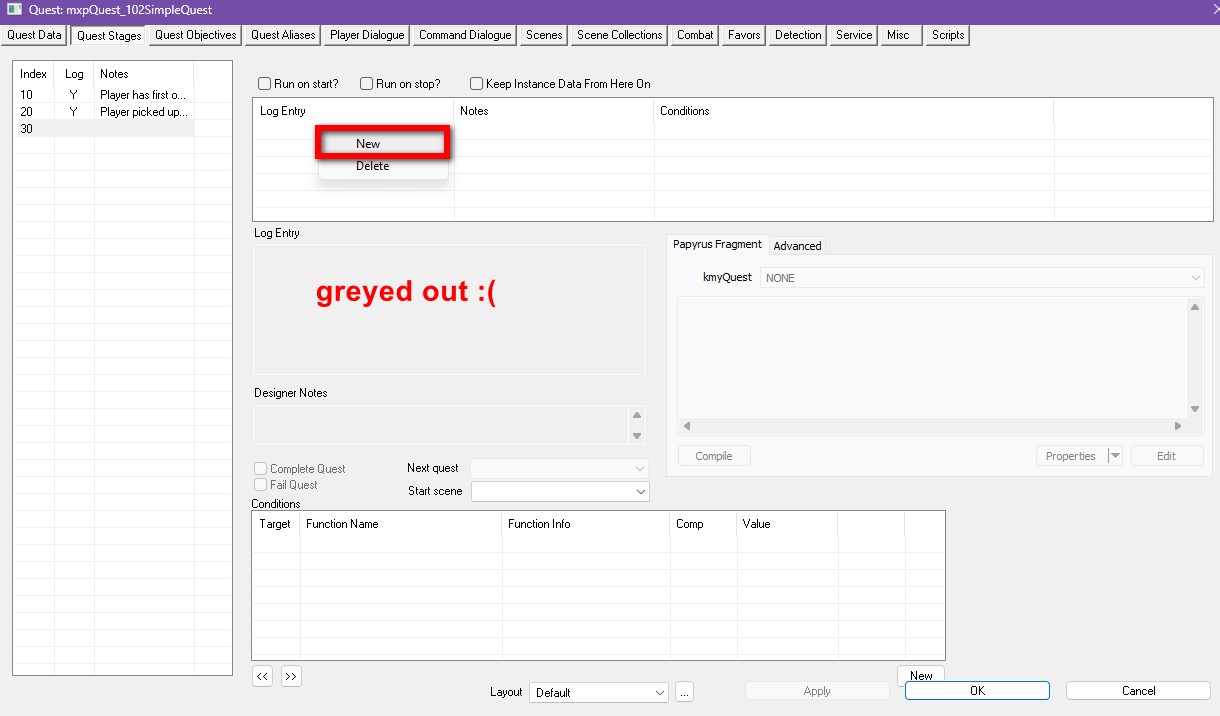 Quest: mxpQuest_102SimpleQuest
Quest Data Quest Stages Quest Objectives Quest Aliases Player Dialogue Command Dialogue Scenes Scene Collections Combat Favors Detection Service Misc Scripts
Index Log Notes
10 Y Player has first o...
20 Y Player picked up...
30
Run on start? Run on stop? Keep Instance Data From Here On
Log Entry Notes Conditions
New
Delete
Log Entry
greyed out :(
Papyrus Fragment Advanced
kmyQuest NONE
Designer Notes
Compile Properties Edit
Complete Quest Next quest
Fail Quest Start scene
Conditions
Target Function Name Function Info Comp Value
<< >>
New
Layout Default ... Apply OK Cancel